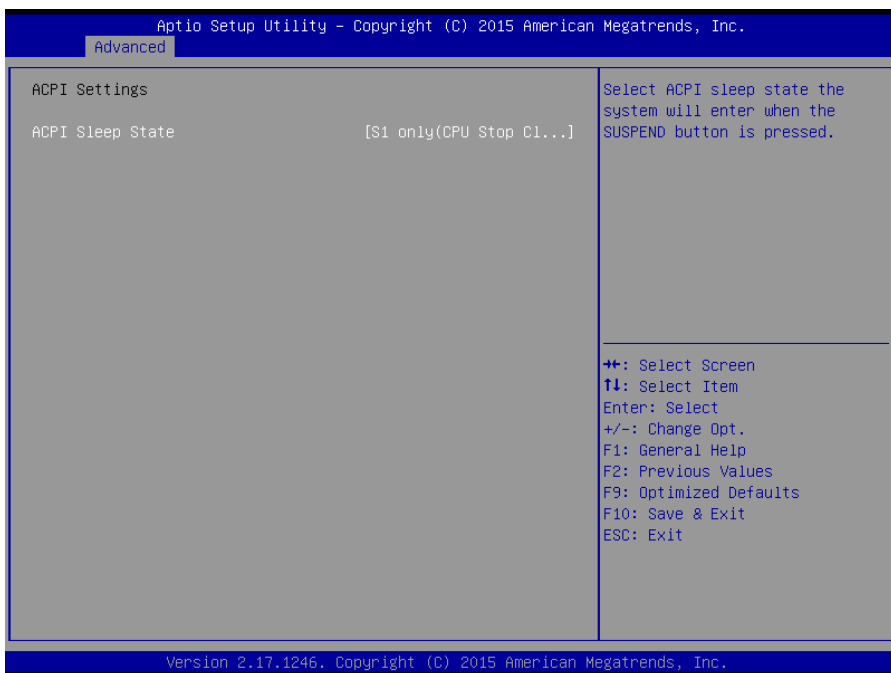 Aptio Setup Utility – Copyright (C) 2015 American Megatrends, Inc.
Advanced
ACPI Settings
ACPI Sleep State [S1 only(CPU Stop Cl...]
Select ACPI sleep state the
system will enter when the
SUSPEND button is pressed.
→←: Select Screen
↑↓: Select Item
Enter: Select
+/-: Change Opt.
F1: General Help
F2: Previous Values
F9: Optimized Defaults
F10: Save & Exit
ESC: Exit
Version 2.17.1246. Copyright (C) 2015 American Megatrends, Inc.